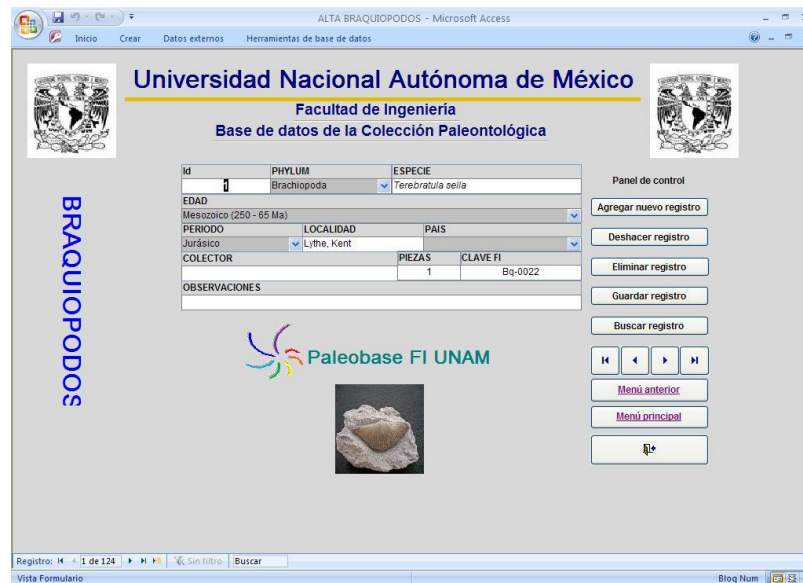 ALTA BRAQUIOPODOS - Microsoft Access
Inicio Crear Datos externos Herramientas de base de datos
Universidad Nacional Autónoma de México
Facultad de Ingeniería
Base de datos de la Colección Paleontológica
BRAQUIOPODOS
Id PHYLUM ESPECIE
1 Brachiopoda Terebratula sella
EDAD
Mesozoico (250 - 65 Ma)
PERIODO LOCALIDAD PAIS
Jurásico Lythe, Kent
COLECTOR PIEZAS CLAVE FI
1 Bq-0022
OBSERVACIONES
Paleobase FI UNAM
Panel de control
Agregar nuevo registro
Deshacer registro
Eliminar registro
Guardar registro
Buscar registro
Menú anterior
Menú principal
Registro: 1 de 124 Sin filtro Buscar
Vista Formulario Bloq Num